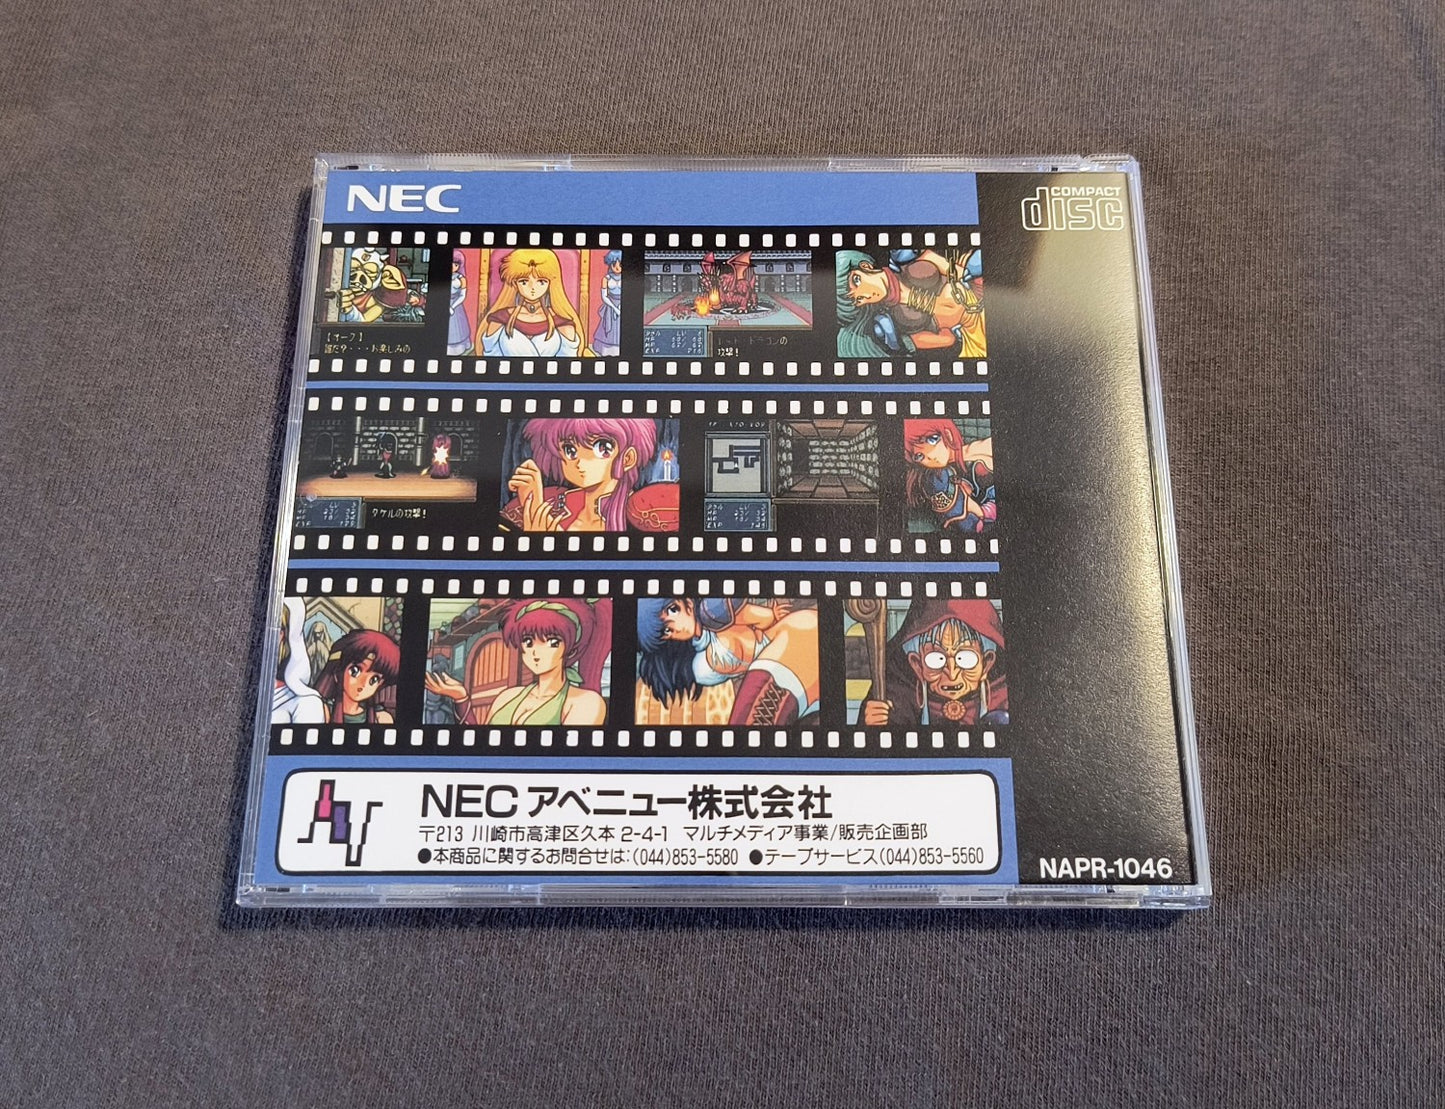 NEC
COMPACT
disc
【オーク】
誰だ?・・・お楽しみの
レッド・ドラゴンの
攻撃!
タケルの攻撃!
NECアベニュー株式会社
〒213 川崎市高津区久本 2-4-1 マルチメディア事業/販売企画部
●本商品に関するお問合せは:(044)853-5580 ●テープサービス(044)853-5560
NAPR-1046